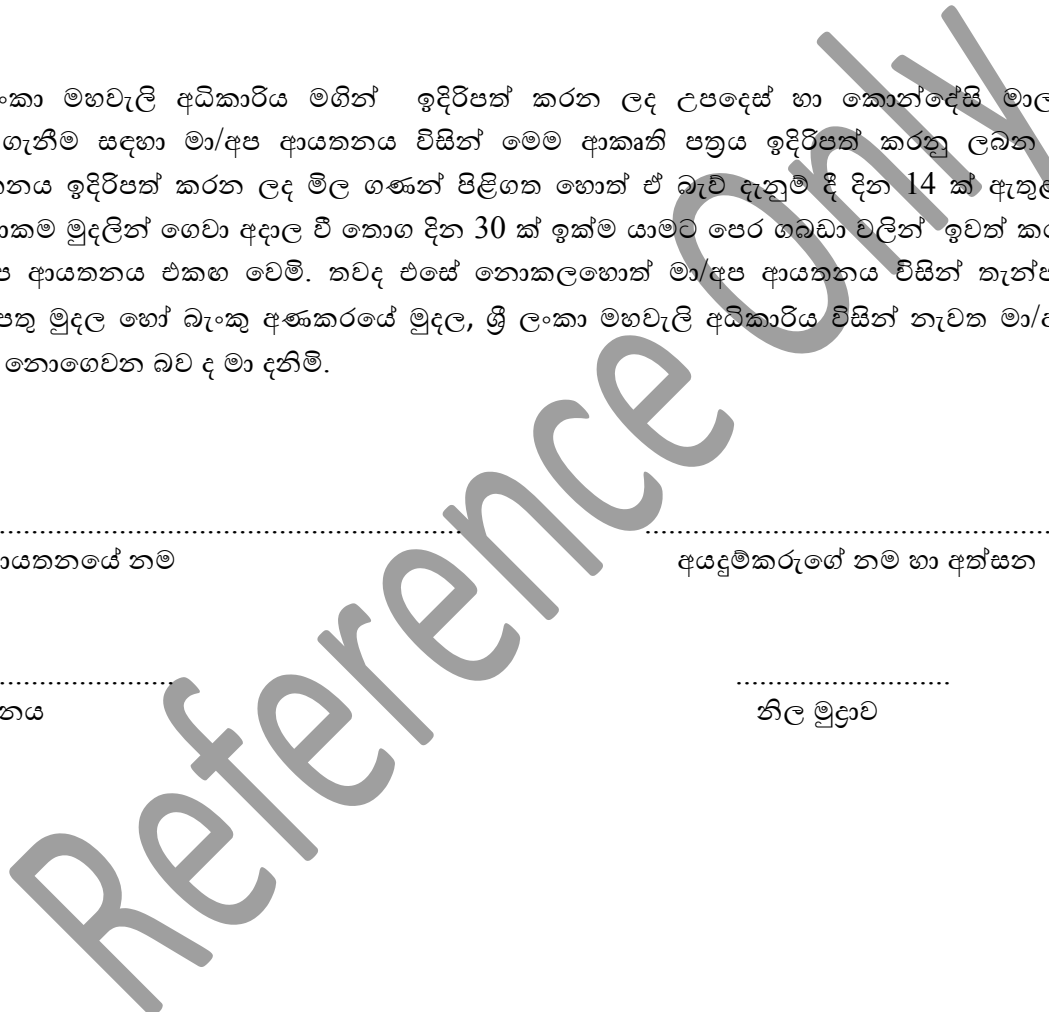 ංකා මහවැලි අධිකාරිය මගින් ඉදිරිපත් කරන ලද උපදෙස් හා කොන්දේසි මාල
ගැනීම සඳහා මා/අප ආයතනය විසින් මෙම ආකෘති පත්‍රය ඉදිරිපත් කරනු ලබන
නය ඉදිරිපත් කරන ලද මිල ගණන් පිළිගත හොත් ඒ බැව් දැනුම් දී දින 14 ක් ඇතුළ
ාකම මුදලින් ගෙවා අදාල වී තොග දින 30 ක් ඉක්ම යාමට පෙර ගබඩා වලින් ඉවත් කර
ප ආයතනය එකඟ වෙමි. තවද එසේ නොකලහොත් මා/අප ආයතනය විසින් තැන්ප
පතු මුදල හෝ බැංකු අණකරයේ මුදල, ශ්‍රී ලංකා මහවැලි අධිකාරිය විසින් නැවත මා/අ
නොගෙවන බව ද මා දනිමි.
........................................................ ..................................................
ායතනයේ නම අයදුම්කරුගේ නම හා අත්සන
...................... ..........................
නය නිල මුද්‍රාව
Reference Only